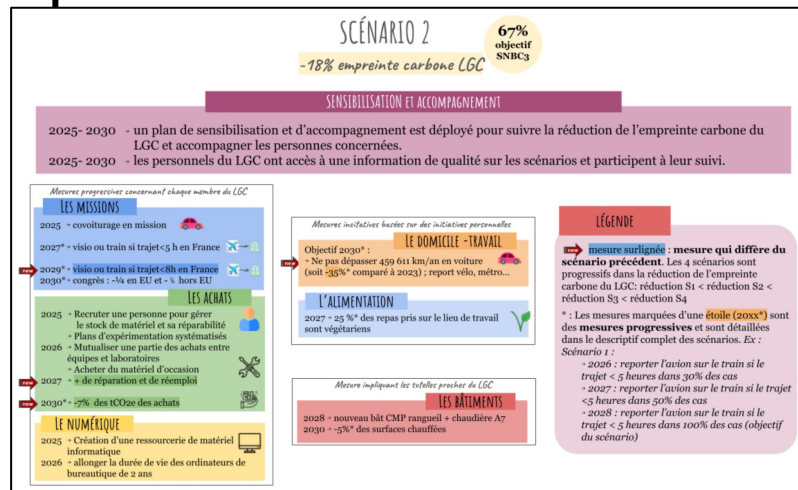 SCÉNARIO 2
67%
objectif
SNBC3
-18% empreinte carbone LGC
SENSIBILISATION ET ACCOMPAGNEMENT
2025- 2030 → un plan de sensibilisation et d'accompagnement est déployé pour suivre la réduction de l'empreinte carbone du
LGC et accompagner les personnes concernées.
2025- 2030 → les personnels du LGC ont accès à une information de qualité sur les scénarios et participent à leur suivi.
Mesures progressives concernant chaque membre du LGC
LES MISSIONS
2025 → covoiturage en mission
2027* → visio ou train si trajet<5 h en France
new
2029* → visio ou train si trajet<8h en France
2030* → congrès : -¼ en EU et - hors EU
LES ACHATS
2025 → Recruter une personne pour gérer
le stock de matériel et sa réparabilité
→ Plans d'expérimentation systématisés
2026 → Mutualiser une partie des achats entre
équipes et laboratoires
→ Acheter du matériel d'occasion
new
2027 → + de réparation et de réemploi
new
2030* → -7% des tCO2e des achats
LE NUMÉRIQUE
2025 → Création d'une ressourcerie de matériel
informatique
2026 → allonger la durée de vie des ordinateurs de
bureautique de 2 ans
Mesures incitatives basées sur des initiatives personnelles
LE DOMICILE -TRAVAIL
Objectif 2030* :
new
→ Ne pas dépasser 459 611 km/an en voiture
(soit -35%* comparé à 2023) ; report vélo, métro...
L'ALIMENTATION
2027 → 25 %* des repas pris sur le lieu de travail
sont végétariens
Mesure impliquant les tutelles proches du LGC
LES BÂTIMENTS
2028 → nouveau bât CMP rangueil + chaudière A7
2030 → -5%* des surfaces chauffées
LÉGENDE
new
mesure surlignée : mesure qui diffère du
scénario précédent. Les 4 scénarios sont
progressifs dans la réduction de l'empreinte
carbone du LGC: réduction S1 < réduction S2 <
réduction S3 < réduction S4
* : Les mesures marquées d'une étoile (20xx*) sont
des mesures progressives et sont détaillées
dans le descriptif complet des scénarios. Ex :
Scénario 1 :
→ 2026 : reporter l'avion sur le train si le
trajet < 5 heures dans 30% des cas
→ 2027 : reporter l'avion sur le train si le trajet
<5 heures dans 50% des cas
→ 2028 : reporter l'avion sur le train si le
trajet < 5 heures dans 100% des cas (objectif
du scénario)